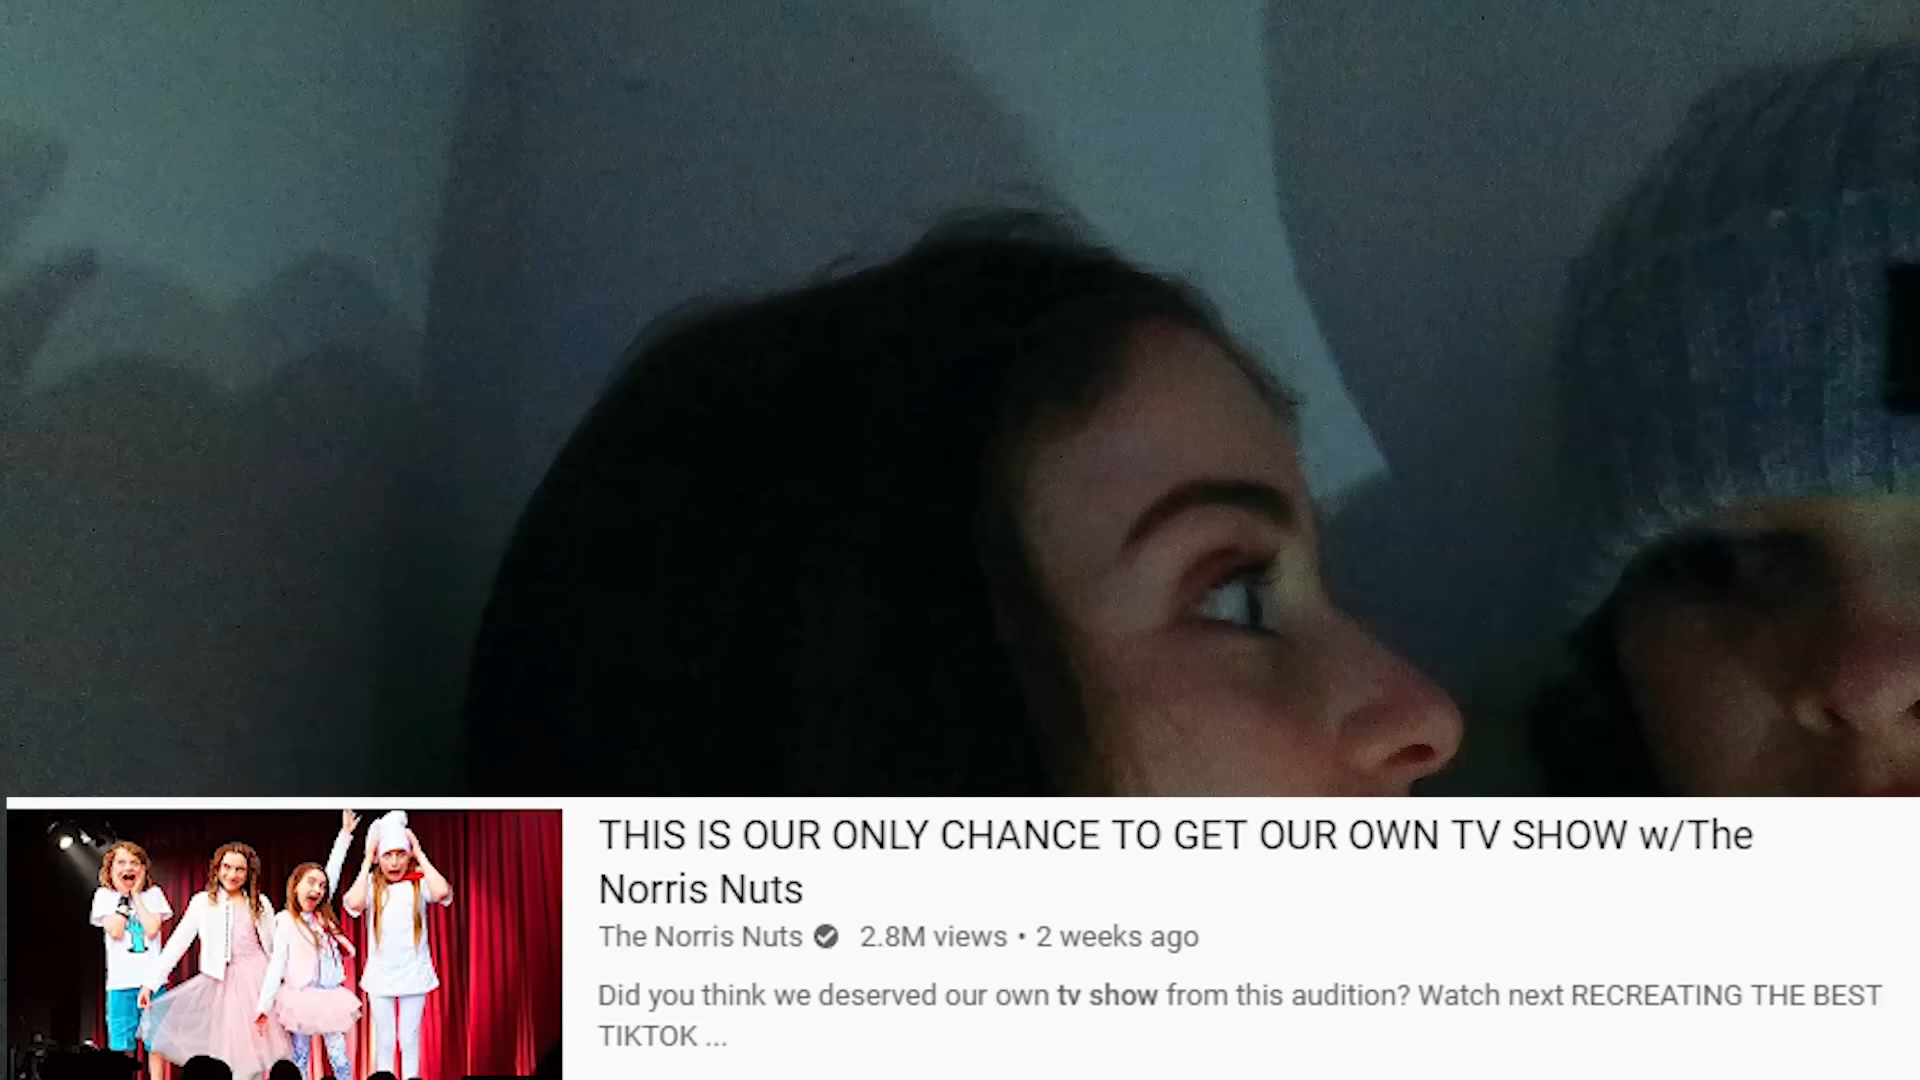 THIS IS OUR ONLY CHANCE TO GET OUR OWN TV SHOW w/The
Norris Nuts
The Norris Nuts 2.8M views • 2 weeks ago
Did you think we deserved our own tv show from this audition? Watch next RECREATING THE BEST
TIKTOK ...